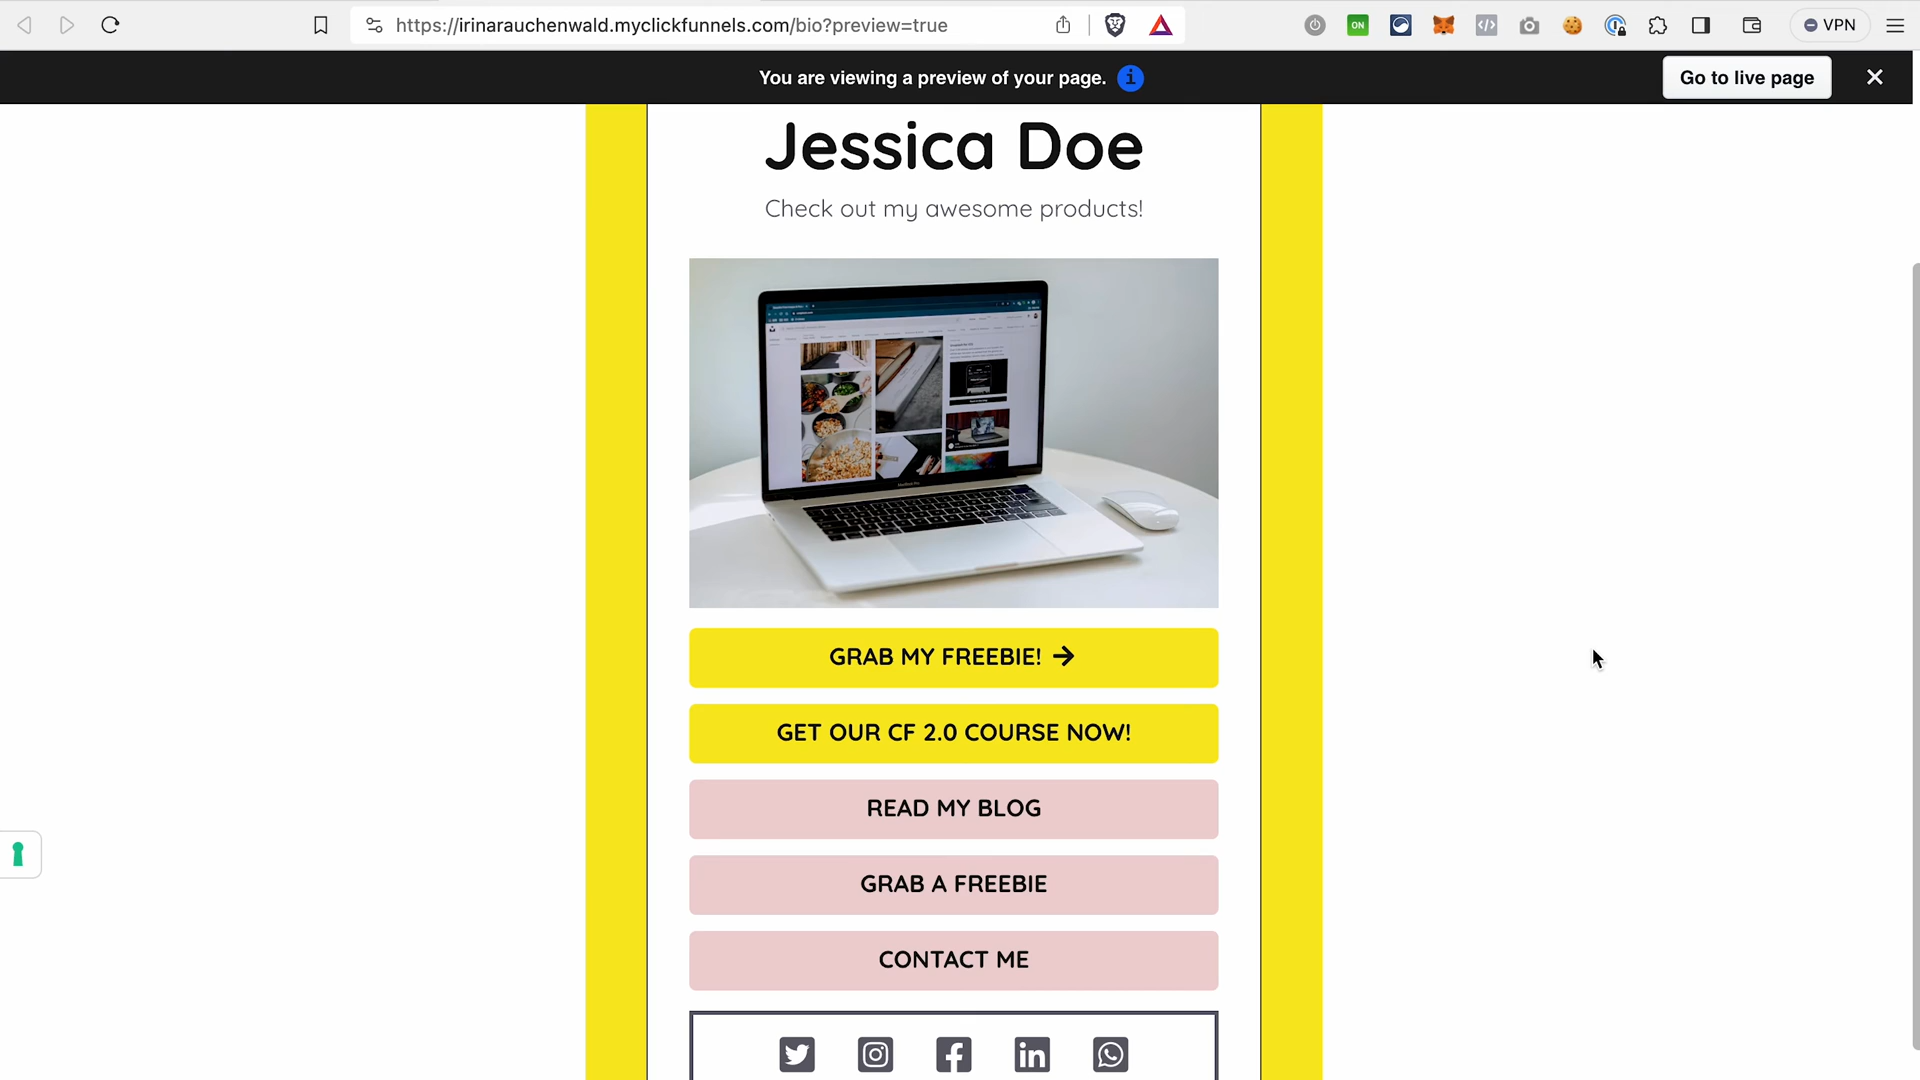 https://irinarauchenwald.myclickfunnels.com/bio?preview=true
ON
VPN
You are viewing a preview of your page.
Go to live page
Jessica Doe
Check out my awesome products!
GRAB MY FREEBIE!
GET OUR CF 2.0 COURSE NOW!
READ MY BLOG
GRAB A FREEBIE
CONTACT ME